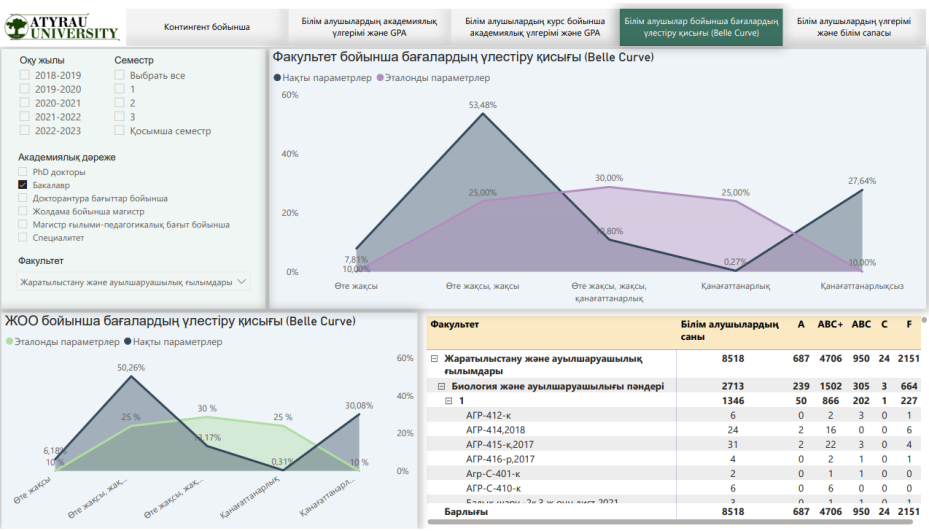 ATYRAU
UNIVERSITY
Контингент бойынша
Білім алушылардың академиялық
үлгерімі және GPA
Білім алушылардың курс бойынша
академиялық үлгерімі және GPA
Білім алушылар бойынша бағалардың
үлестіру қисығы (Belle Curve)
Білім алушылардың үлгерімі
және білім сапасы
Оқу жылы
2018-2019
2019-2020
2020-2021
2021-2022
2022-2023
Семестр
Выбрать все
1
2
3
Қосымша семестр
Академиялық дәреже
PhD докторы
Бакалавр
Докторантура бағыттар бойынша
Жолдама бойынша магистр
Магистр ғылыми-педагогикалық бағыт бойынша
Специалитет
Факультет
Жаратылыстану және ауылшаруашылық ғылымдары
Факультет бойынша бағалардың үлестіру қисығы (Belle Curve)
Нақты параметрлер Эталонды параметрлер
60%
40%
20%
0%
53,48%
30,00%
25,00%
25,00%
27,64%
7,81%
10,00%
10,80%
0,27%
10,00%
Өте жақсы
Өте жақсы, жақсы
Өте жақсы, жақсы,
қанағаттанарлық
Қанағаттанарлық
Қанағаттанарлықсыз
ЖОО бойынша бағалардың үлестіру қисығы (Belle Curve)
Эталонды параметрлер Нақты параметрлер
60%
40%
20%
0%
50,26%
30 %
25 %
25 %
30,08%
6,18%
10 %
13,17%
0,31%
10 %
Өте жақсы
Өте жақсы, жақ...
Өте жақсы, жақ...
Қанағаттанарлық
Қанағаттанарл...
Факультет Білім алушылардың саны A ABC+ ABC C F
Жаратылыстану және ауылшаруашылық ғылымдары 8518 687 4706 950 24 2151
Биология және ауылшаруашылығы пәндері 2713 239 1502 305 3 664
1 1346 50 866 202 1 227
АГР-412-к 6 0 2 3 0 1
АГР-414,2018 24 2 16 0 0 6
АГР-415-к,2017 31 2 22 3 0 4
АГР-416-р,2017 4 0 2 1 0 1
Агр-С-401-к 2 0 1 1 0 0
АГР-С-410-к 6 0 6 0 0 0
Барлығы 8518 687 4706 950 24 2151